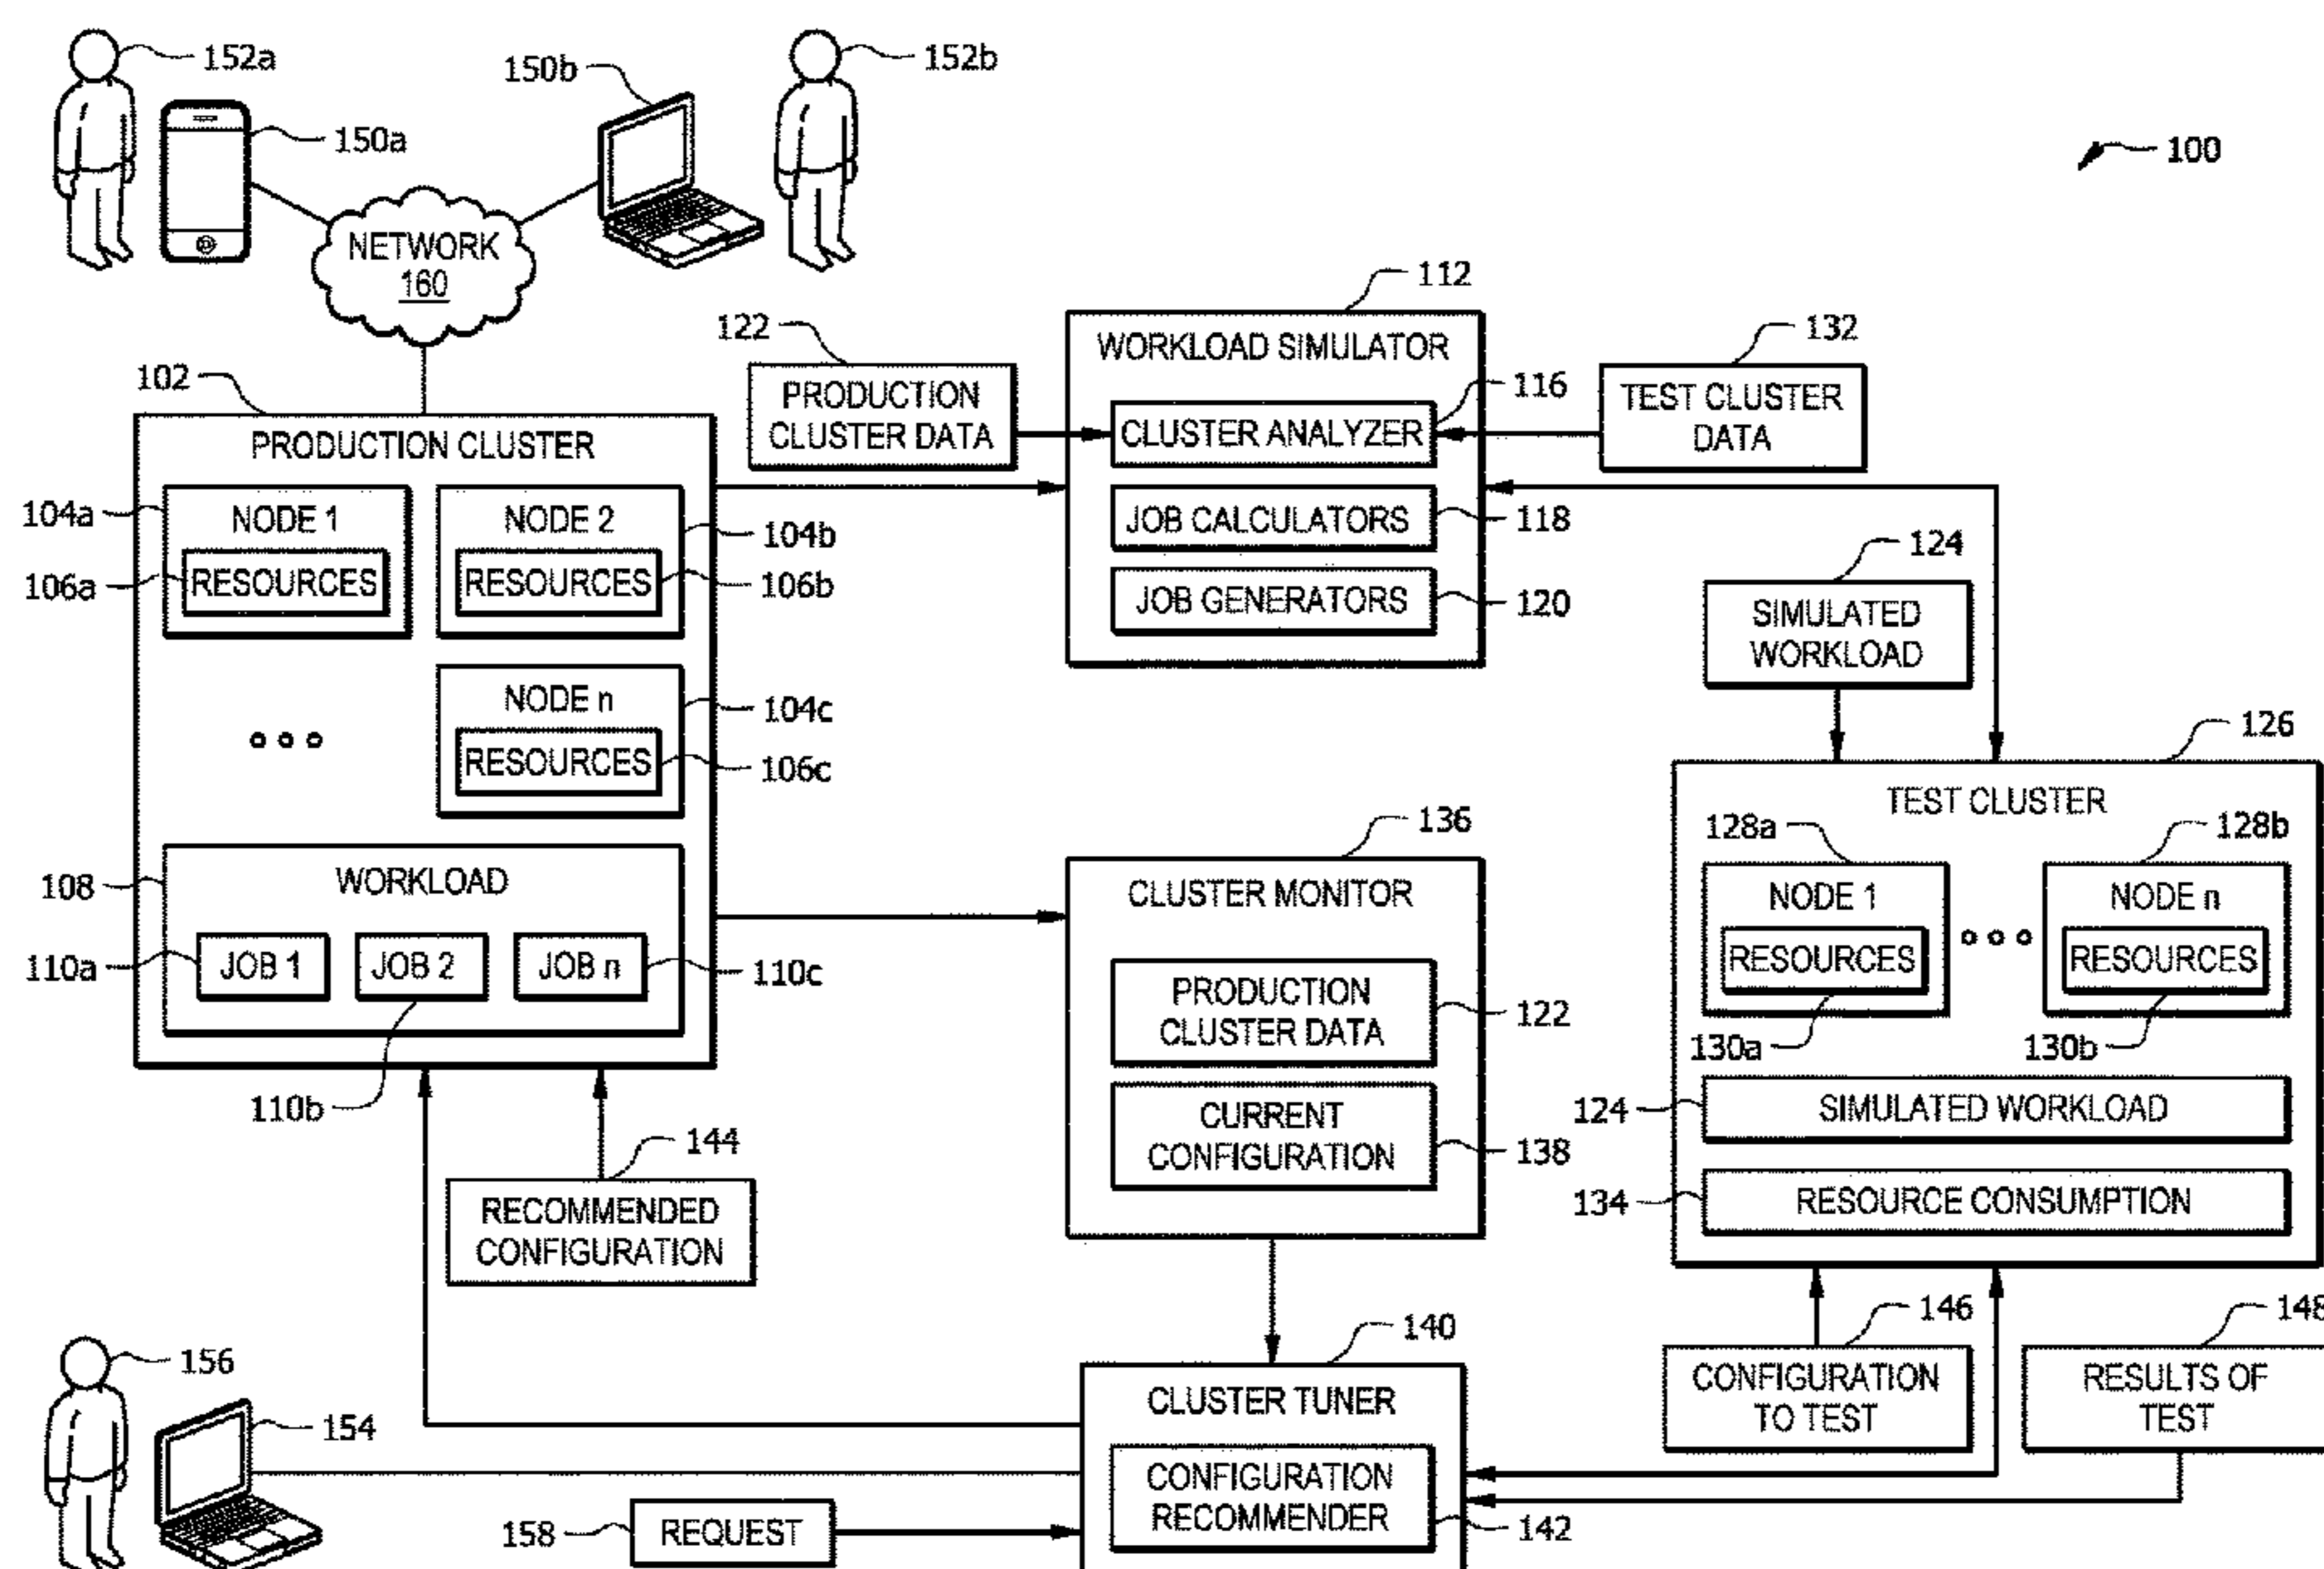 152a
150b
152b
150a
100
NETWORK
160
112
122
132
102
WORKLOAD SIMULATOR
PRODUCTION
CLUSTER DATA
116
TEST CLUSTER
DATA
CLUSTER ANALYZER
PRODUCTION CLUSTER
104a
NODE 1
NODE 2
104b
JOB CALCULATORS
118
124
106a
RESOURCES
RESOURCES
106b
JOB GENERATORS
120
SIMULATED
WORKLOAD
NODE n
104c
126
RESOURCES
106c
TEST CLUSTER
136
128a
128b
108
WORKLOAD
CLUSTER MONITOR
NODE 1
NODE n
110a
JOB 1
JOB 2
JOB n
110c
RESOURCES
RESOURCES
PRODUCTION
CLUSTER DATA
122
130a
130b
110b
CURRENT
CONFIGURATION
138
124
SIMULATED WORKLOAD
144
134
RESOURCE CONSUMPTION
RECOMMENDED
CONFIGURATION
146
148
140
156
CONFIGURATION
TO TEST
RESULTS OF
TEST
CLUSTER TUNER
154
CONFIGURATION
RECOMMENDER
142
158
REQUEST